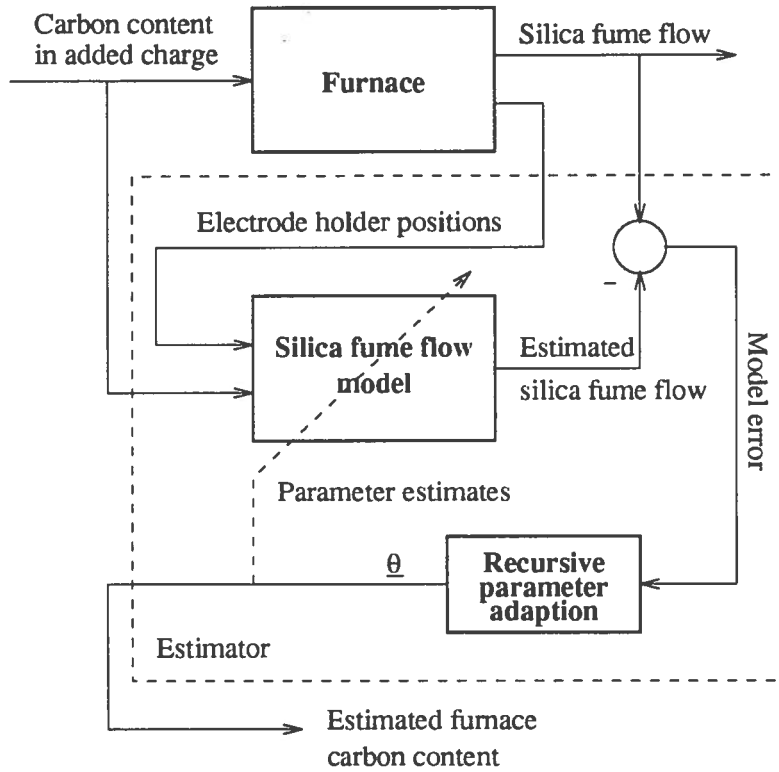 Carbon content
in added charge
Furnace
Silica fume flow
Electrode holder positions
Silica fume flow
model
Estimated
silica fume flow
Model error
Parameter estimates
θ
Recursive
parameter
adaption
Estimator
Estimated furnace
carbon content